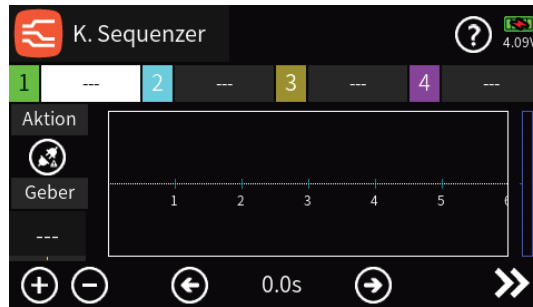 K. Sequenzer
? 4.09V
1 --- 2 --- 3 --- 4 ---
Aktion
Geber
1 2 3 4 5 6
---
0.0s